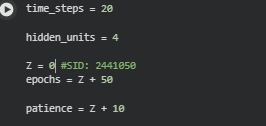 time_steps = 20
hidden_units = 4
Z = 0 #SID: 2441050
epochs = Z + 50
patience = Z + 10